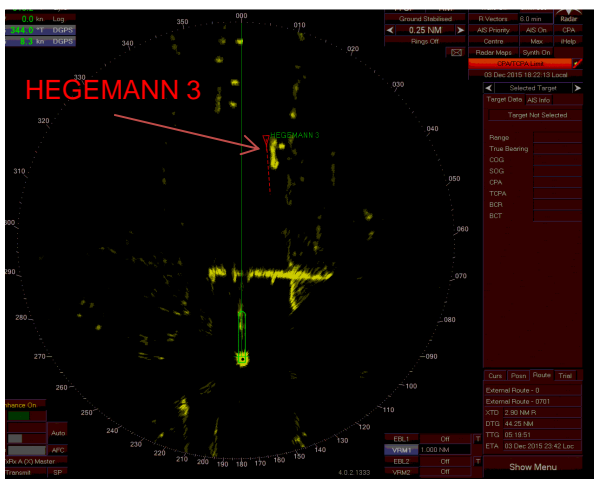 0.0 kn Log
344.0 °T DGPS
8.3 kn DGPS
Ground Stabilised
0.25 NM
Rings Off
R Vectors 6.0 min Radar
AIS Priority AIS On CPA
Centre Max. iHelp
Radar Maps Synth On
CPA/TCPA Limit
03 Dec 2015 18:22:13 Local
Selected Target
Target Data AIS Info
Target Not Selected
Range
True Bearing
COG
SOG
CPA
TCPA
BCR
BCT
HEGEMANN 3
HEGEMANN 3
000
010
020
030
040
050
060
070
080
090
100
110
120
130
140
150
160
170
180
190
200
210
220
230
240
250
260
270
280
290
300
310
320
330
340
Curs Posn Route Trial
External Route - 0
External Route - 0701
XTD 2.90 NM R
DTG 44.25 NM
TTG 05:19:51
ETA 03 Dec 2015 23:42 Loc
Show Menu
Enhance On
Auto
AFC
Rx A (X) Master
Transmit SP
EBL1 Off T
VRM1 1.000 NM
EBL2 Off T
VRM2 Off
4.0.2.1333